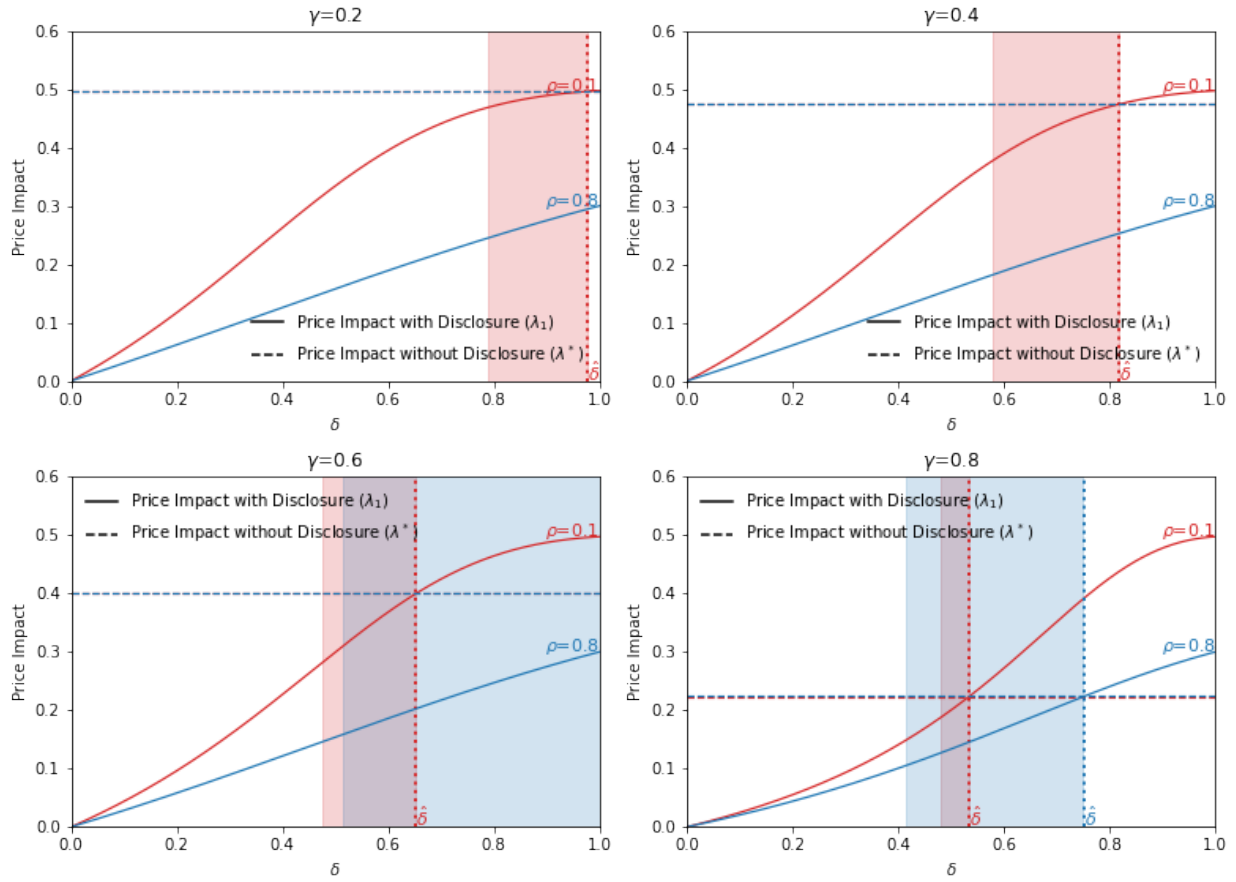 γ=0.2
0.6
0.5
0.4
0.3
0.2
0.1
0.0
Price Impact
ρ=0.1
ρ=0.8
Price Impact with Disclosure (λ₁)
Price Impact without Disclosure (λ*)
δ̂
0.0 0.2 0.4 0.6 0.8 1.0
δ
γ=0.4
0.6
0.5
0.4
0.3
0.2
0.1
0.0
Price Impact
ρ=0.1
ρ=0.8
Price Impact with Disclosure (λ₁)
Price Impact without Disclosure (λ*)
δ̂
0.0 0.2 0.4 0.6 0.8 1.0
δ
γ=0.6
0.6
0.5
0.4
0.3
0.2
0.1
0.0
Price Impact
Price Impact with Disclosure (λ₁)
Price Impact without Disclosure (λ*)
ρ=0.1
ρ=0.8
δ̂
0.0 0.2 0.4 0.6 0.8 1.0
δ
γ=0.8
0.6
0.5
0.4
0.3
0.2
0.1
0.0
Price Impact
Price Impact with Disclosure (λ₁)
Price Impact without Disclosure (λ*)
ρ=0.1
ρ=0.8
δ̂ δ̂
0.0 0.2 0.4 0.6 0.8 1.0
δ